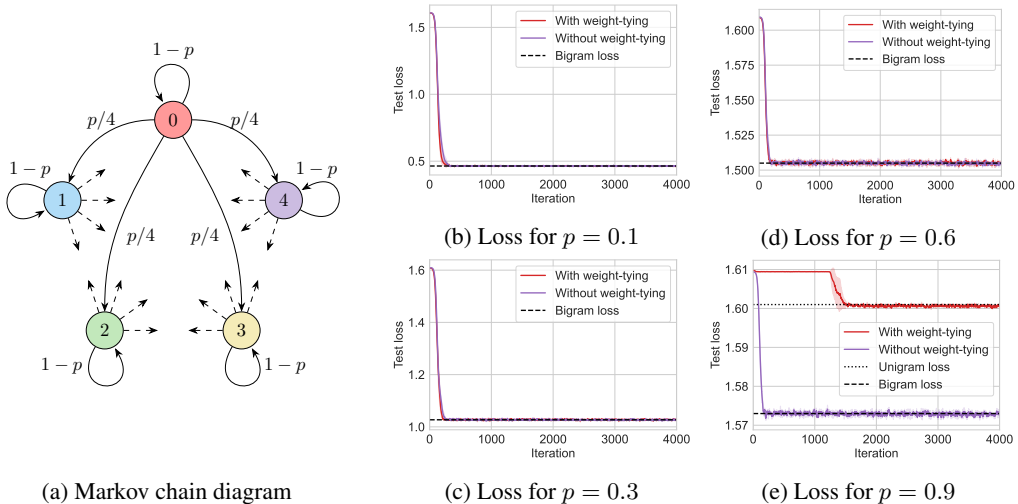 1 − p
0
p/4
p/4
1 − p
1 − p
1
4
p/4
p/4
2
3
1 − p
1 − p
(a) Markov chain diagram
Test loss
1.5
1.0
0.5
With weight-tying
Without weight-tying
Bigram loss
0
1000
2000
3000
4000
Iteration
(b) Loss for p = 0.1
Test loss
1.600
1.575
1.550
1.525
1.500
With weight-tying
Without weight-tying
Bigram loss
0
1000
2000
3000
4000
Iteration
(d) Loss for p = 0.6
Test loss
1.6
1.4
1.2
1.0
With weight-tying
Without weight-tying
Bigram loss
0
1000
2000
3000
4000
Iteration
(c) Loss for p = 0.3
Test loss
1.61
1.60
1.59
1.58
1.57
With weight-tying
Without weight-tying
Unigram loss
Bigram loss
0
1000
2000
3000
4000
Iteration
(e) Loss for p = 0.9